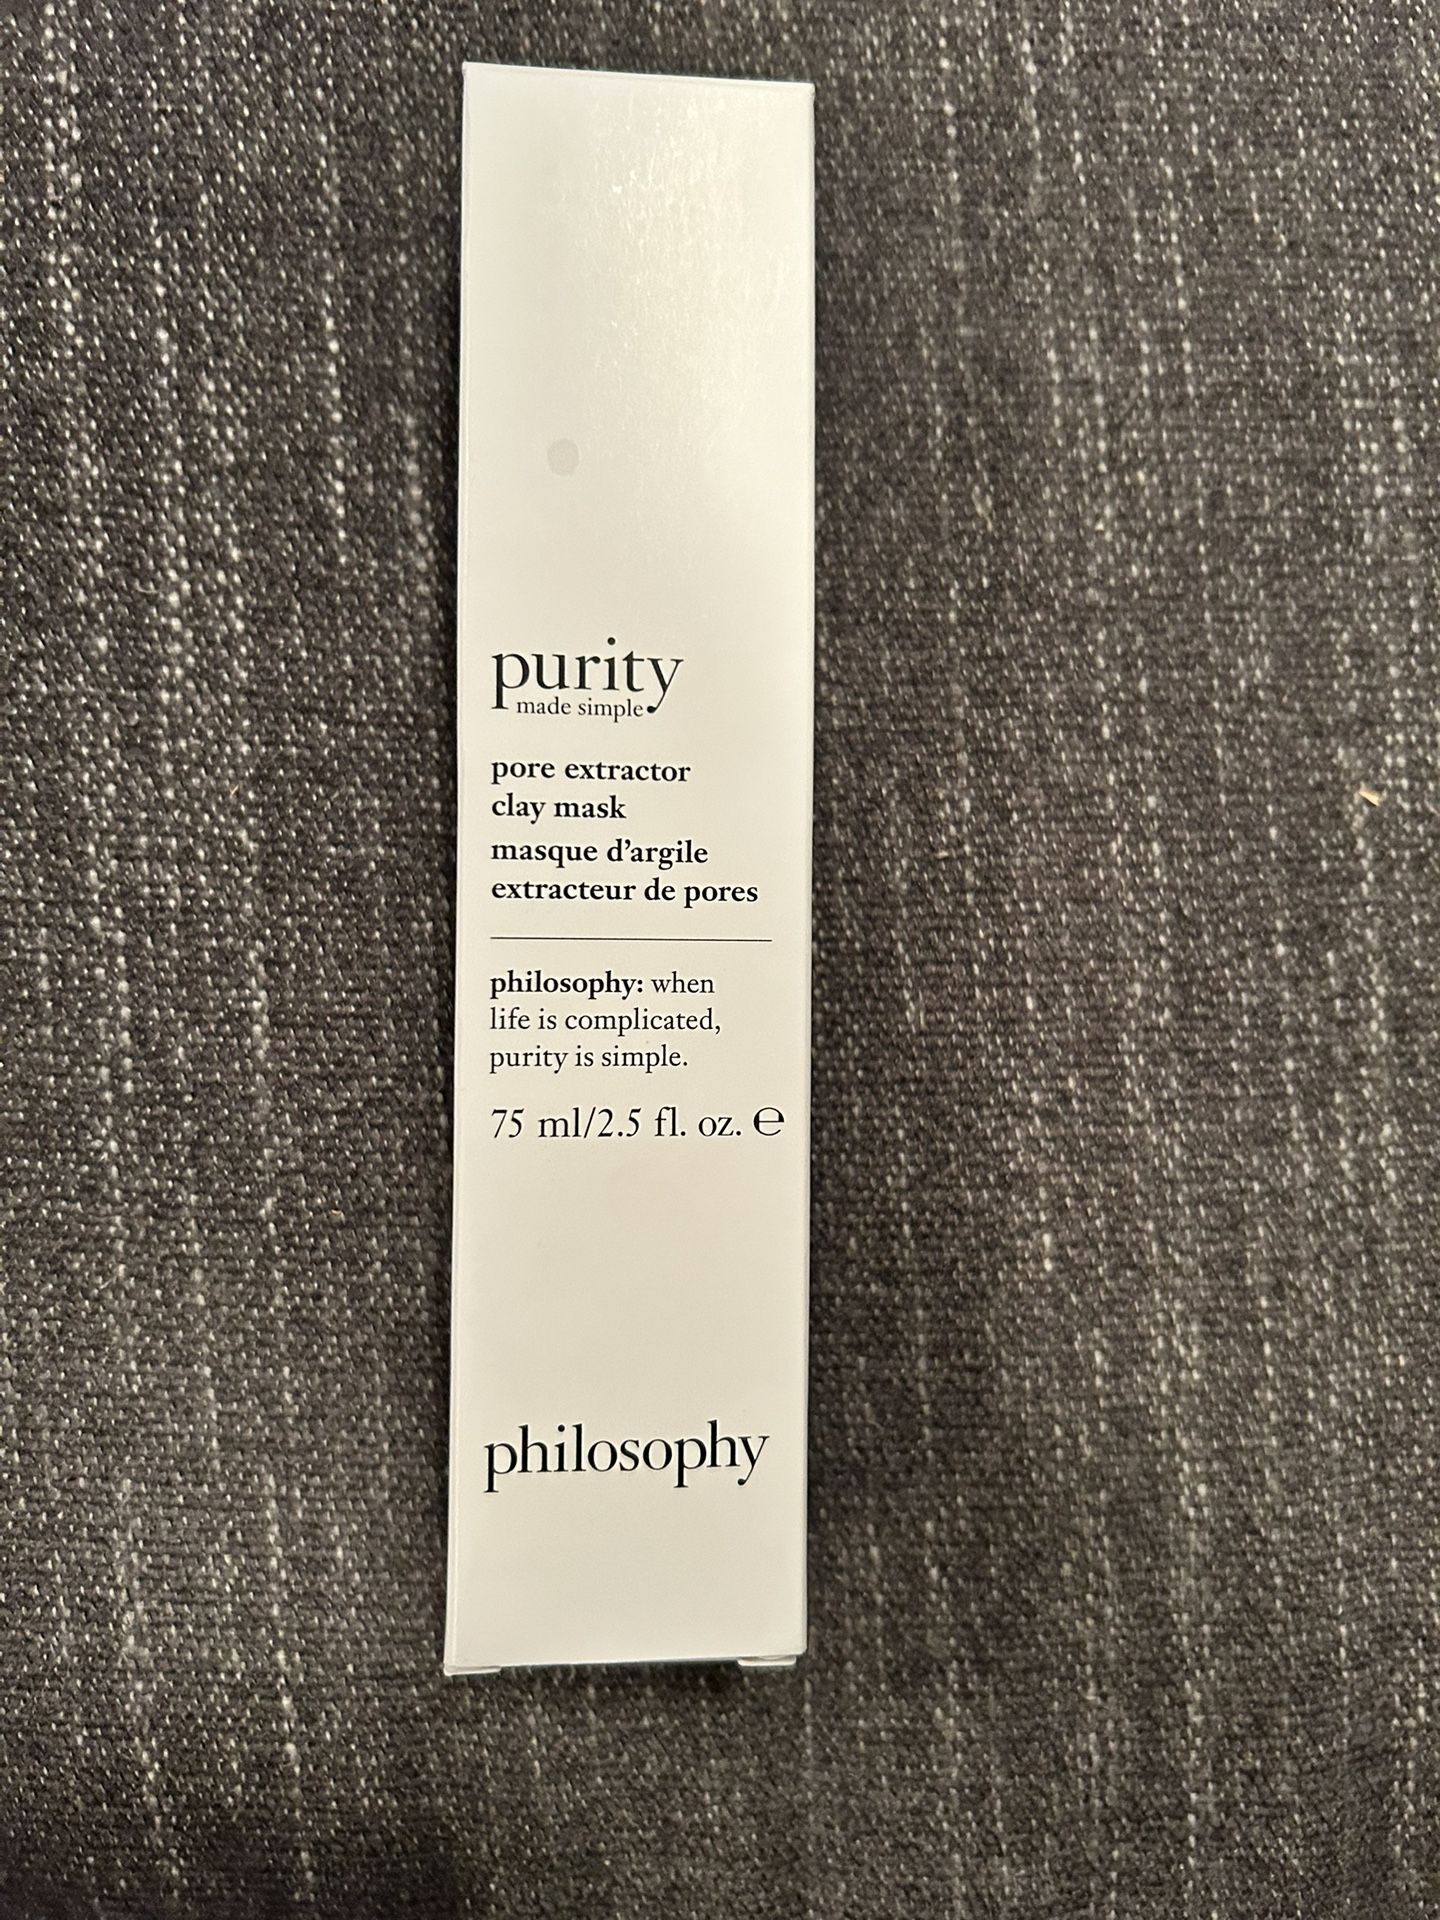 purity
made simple
pore extractor
clay mask
masque d’argile
extracteur de pores
philosophy: when
life is complicated,
purity is simple.
75 ml/2.5 fl. oz. ℮
philosophy